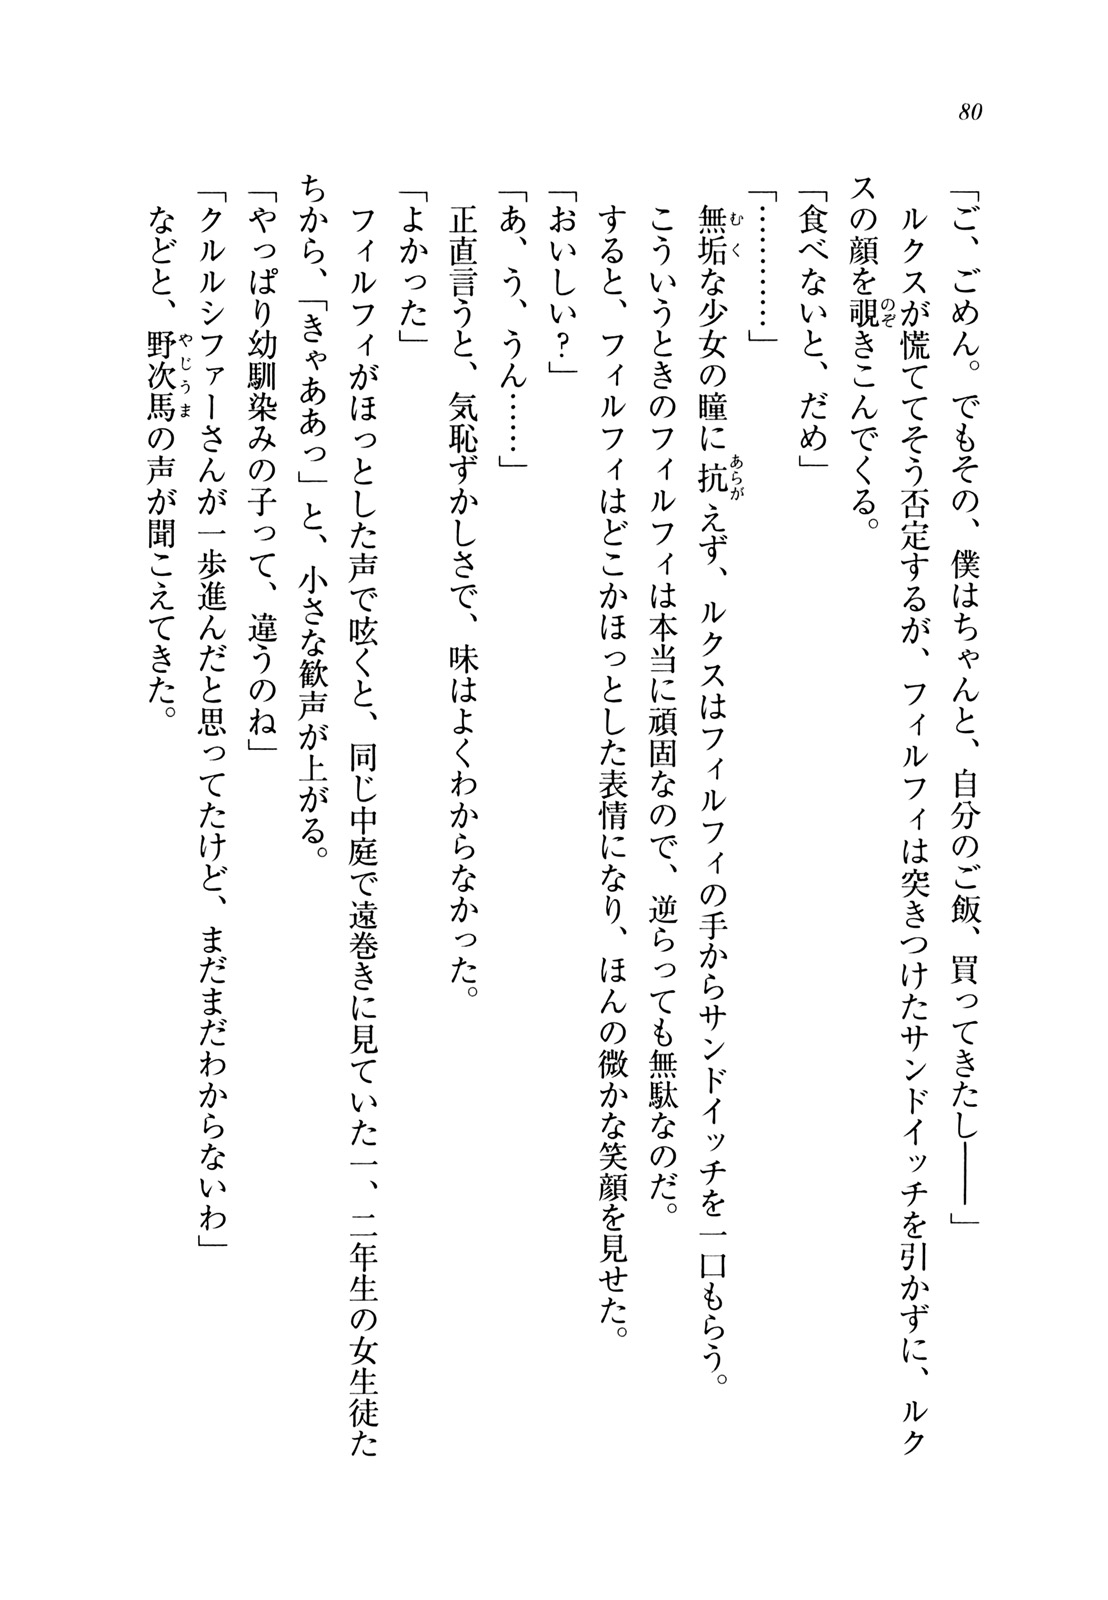 80
「ご、ごめん。でもその、僕はちゃんと、自分のご飯、買ってきたし――」
ルクスが慌ててそう否定するが、フィルフィは突きつけたサンドイッチを引かずに、ルク
スの顔を覗きこんでくる。
「食べないと、だめ」
「…………」
無垢な少女の瞳に抗えず、ルクスはフィルフィの手からサンドイッチを一口もらう。
こういうときのフィルフィは本当に頑固なので、逆らっても無駄なのだ。
すると、フィルフィはどこかほっとした表情になり、ほんの微かな笑顔を見せた。
「おいしい?」
「あ、う、うん……」
正直言うと、気恥ずかしさで、味はよくわからなかった。
「よかった」
フィルフィがほっとした声で呟くと、同じ中庭で遠巻きに見ていた一、二年生の女生徒た
ちから、「きゃああっ」と、小さな歓声が上がる。
「やっぱり幼馴染みの子って、違うのね」
「クルルシファーさんが一歩進んだと思ってたけど、まだまだわからないわ」
などと、野次馬の声が聞こえてきた。